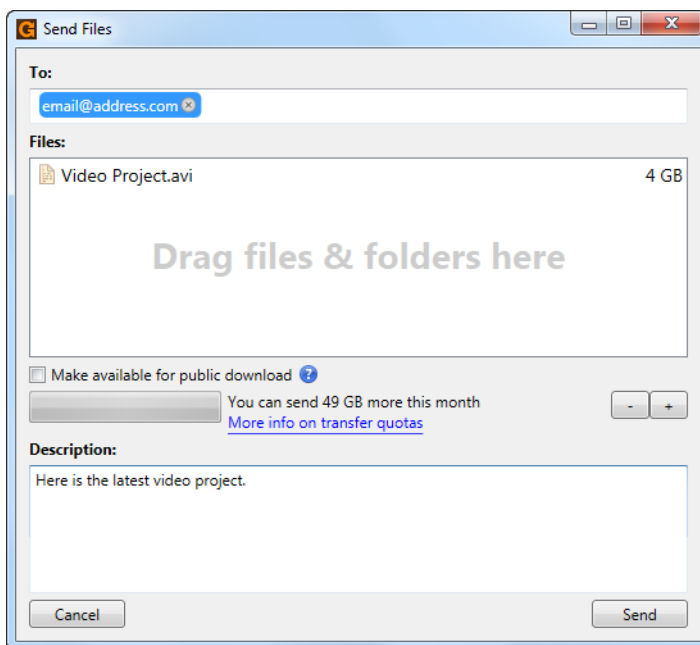 Send Files
To:
email@address.com
Files:
Video Project.avi 4 GB
Drag files & folders here
Make available for public download ?
You can send 49 GB more this month - +
More info on transfer quotas
Description:
Here is the latest video project.
Cancel Send